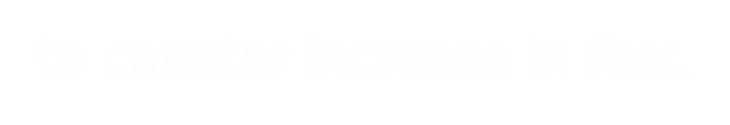 to counter increase in flux.